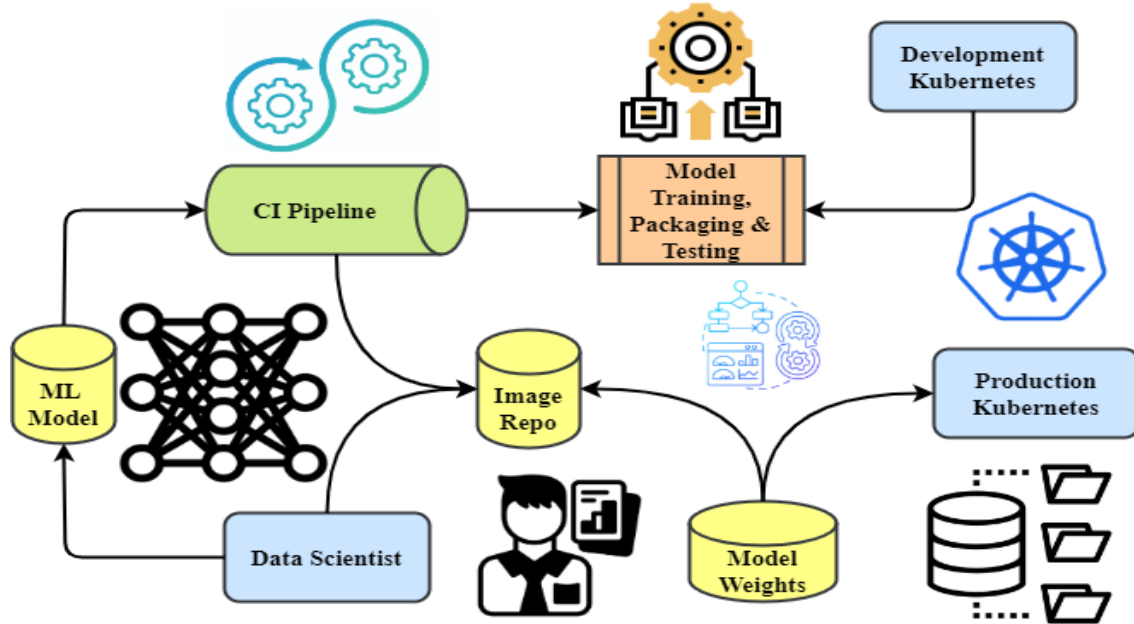 Development
Kubernetes
CI Pipeline
Model
Training,
Packaging &
Testing
ML
Model
Image
Repo
Production
Kubernetes
Data Scientist
Model
Weights